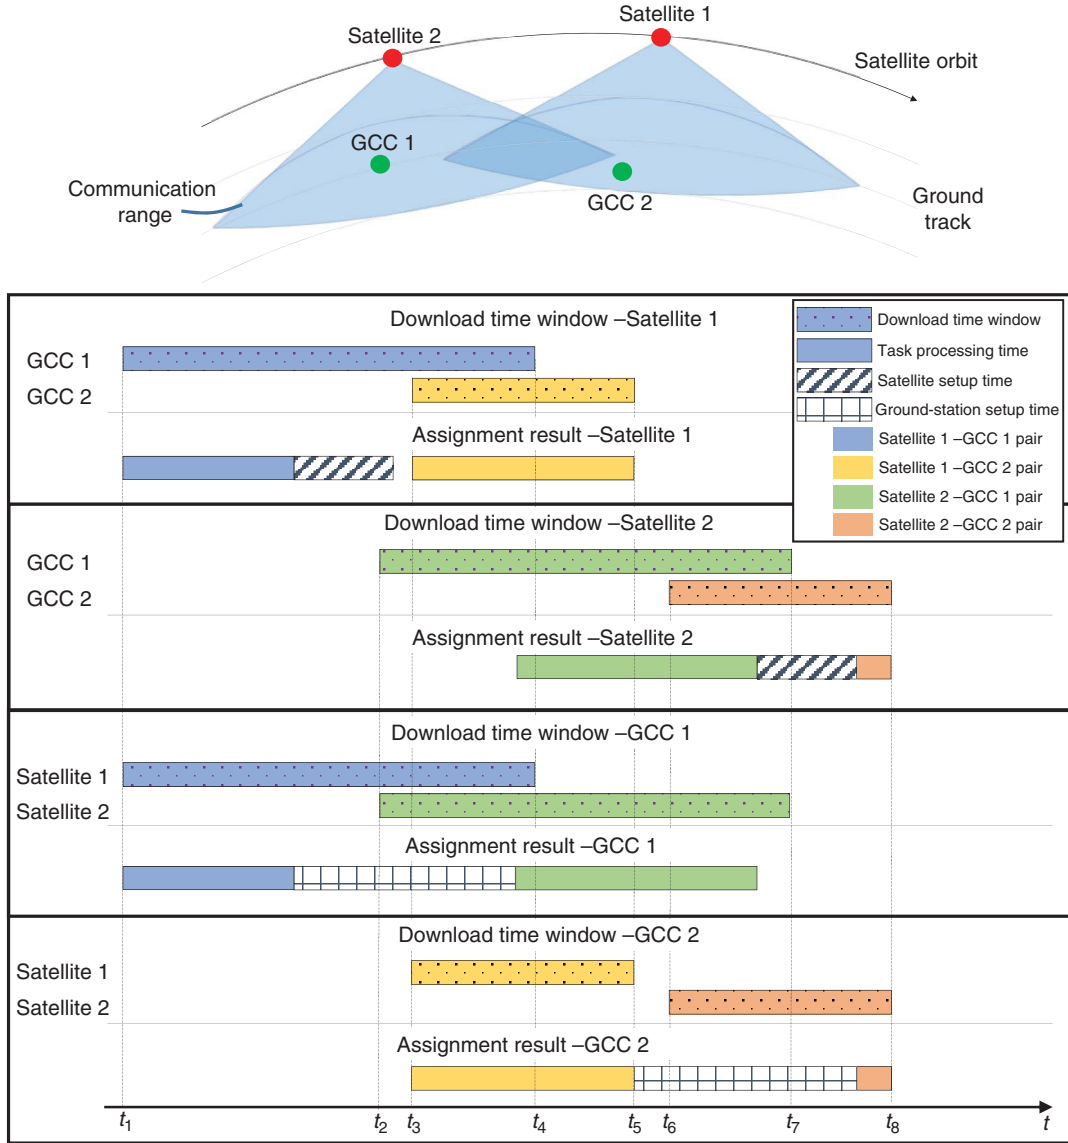 Satellite 1
Satellite 2
Satellite orbit
GCC 1
Communication
range
GCC 2
Ground
track
Download time window –Satellite 1
GCC 1
GCC 2
Assignment result –Satellite 1
Download time window
Task processing time
Satellite setup time
Ground-station setup time
Satellite 1 –GCC 1 pair
Satellite 1 –GCC 2 pair
Satellite 2 –GCC 1 pair
Satellite 2 –GCC 2 pair
Download time window –Satellite 2
GCC 1
GCC 2
Assignment result –Satellite 2
Download time window –GCC 1
Satellite 1
Satellite 2
Assignment result –GCC 1
Download time window –GCC 2
Satellite 1
Satellite 2
Assignment result –GCC 2
t1 t2 t3 t4 t5 t6 t7 t8 t